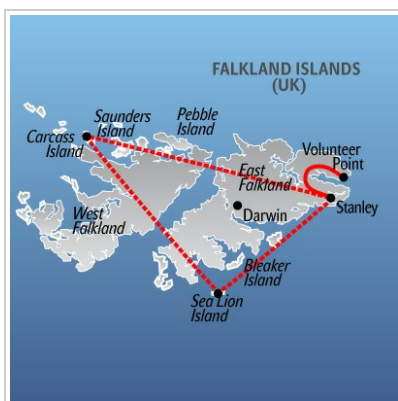 FALKLAND ISLANDS
(UK)
Saunders
Island
Pebble
Island
Carcass
Island
Volunteer
Point
East
Falkland
Stanley
Darwin
West
Falkland
Bleaker
Island
Sea Lion
Island